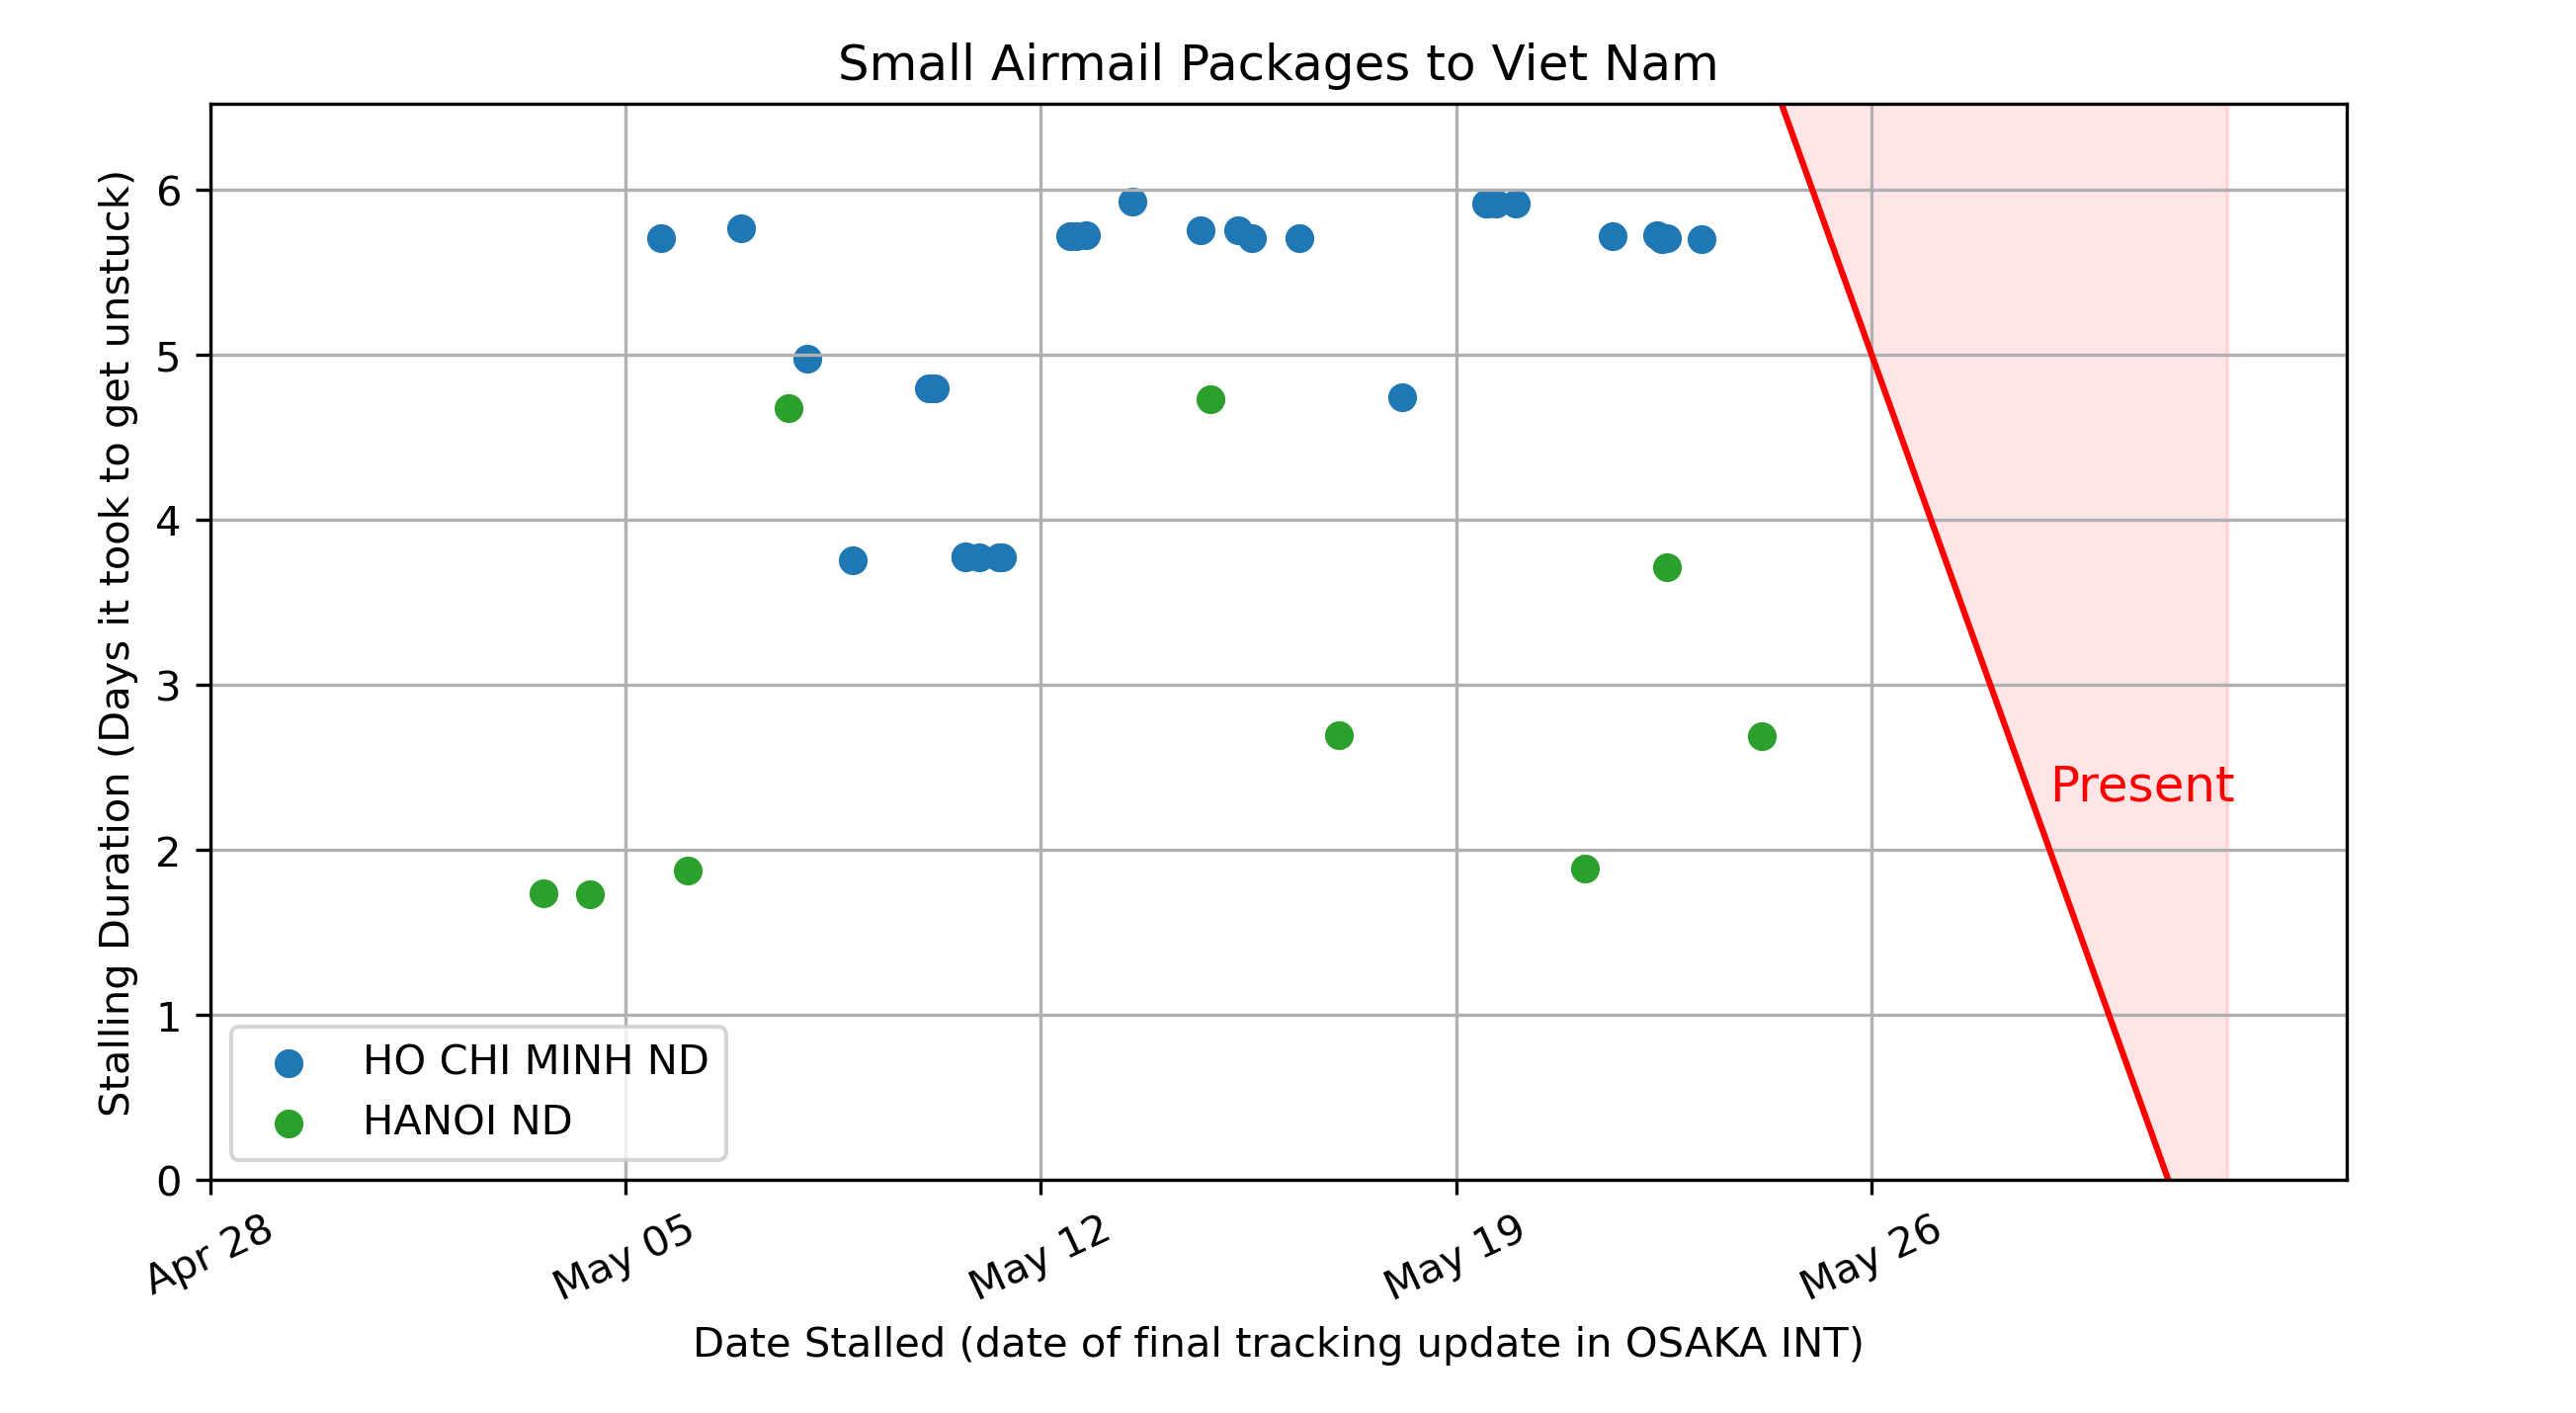 Small Airmail Packages to Viet Nam
Stalling Duration (Days it took to get unstuck)
6
5
4
3
2
1
0
Present
HO CHI MINH ND
HANOI ND
Apr 28
May 05
May 12
May 19
May 26
Date Stalled (date of final tracking update in OSAKA INT)